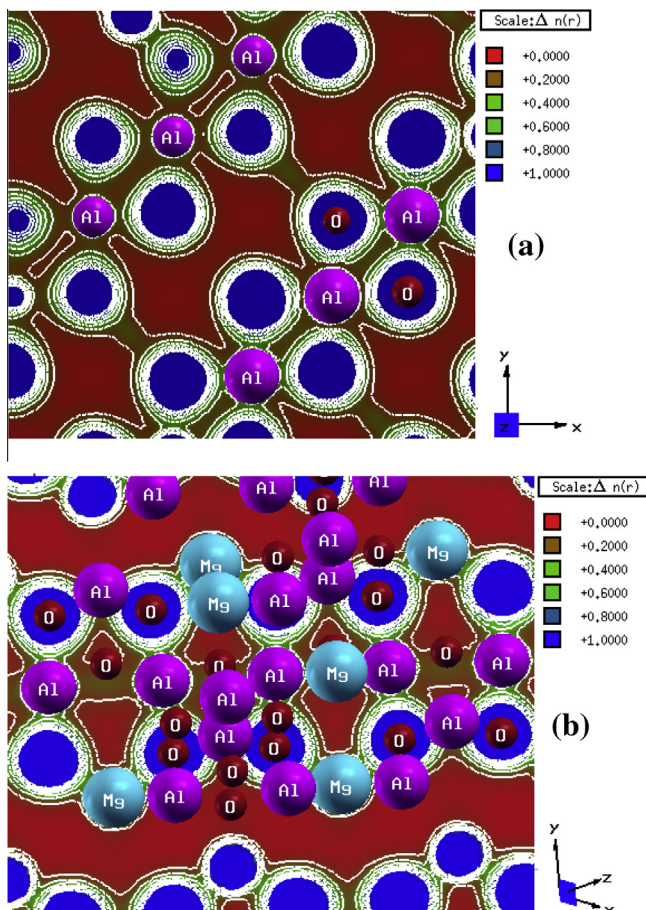 Scale:Δ n(r)
+0.0000
+0.2000
+0.4000
+0.6000
+0.8000
+1.0000
Al
Al
Al
O
Al
Al
O
Al
(a)
y
z
x
Scale:Δ n(r)
+0.0000
+0.2000
+0.4000
+0.6000
+0.8000
+1.0000
Al
Al
O
Al
Al
Mg
O
O
Mg
Al
Al
Mg
Al
O
O
O
O
O
O
Al
Al
Al
Mg
Al
Al
Al
O
O
Al
Al
O
O
O
O
O
Mg
Al
Al
Mg
Al
O
(b)
y
z
x